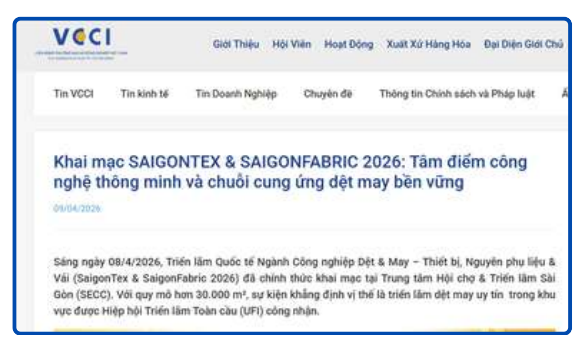 VCCI
Giới Thiệu Hội Viên Hoạt Động Xuất Xứ Hàng Hóa Đại Diện Giới Chủ
Tin VCCI Tin kinh tế Tin Doanh Nghiệp Chuyên đề Thông tin Chính sách và Pháp luật
Khai mạc SAIGONTEX & SAIGONFABRIC 2026: Tâm điểm công
nghệ thông minh và chuỗi cung ứng dệt may bền vững
09/04/2026
Sáng ngày 08/4/2026, Triển lãm Quốc tế Ngành Công nghiệp Dệt & May – Thiết bị, Nguyên phụ liệu &
Vải (SaigonTex & SaigonFabric 2026) đã chính thức khai mạc tại Trung tâm Hội chợ & Triển lãm Sài
Gòn (SECC). Với quy mô hơn 30.000 m², sự kiện khẳng định vị thế là triển lãm dệt may uy tín trong khu
vực được Hiệp hội Triển lãm Toàn cầu (UFI) công nhận.